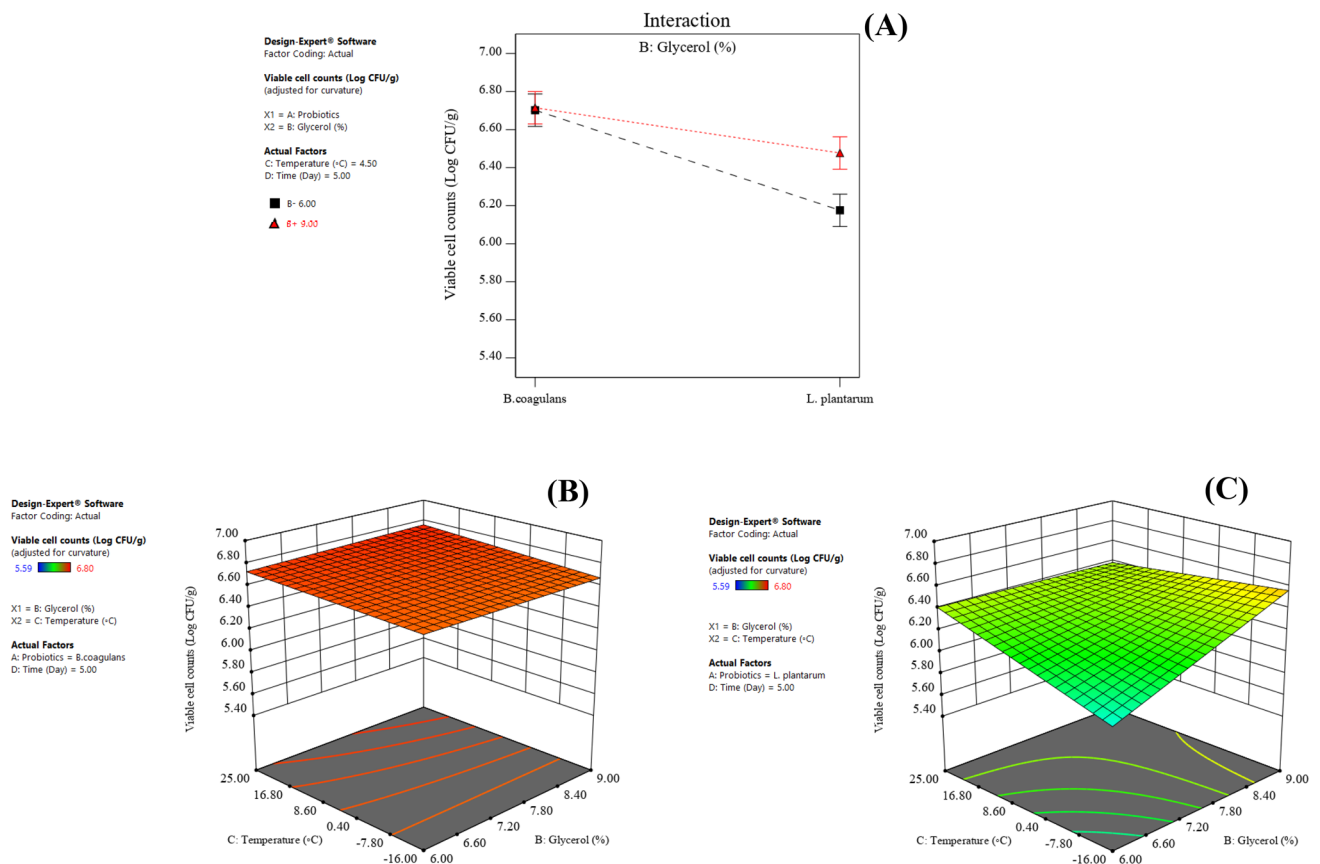 Interaction
(A)
B: Glycerol (%)
Design-Expert® Software
Factor Coding: Actual
Viable cell counts (Log CFU/g)
(adjusted for curvature)
X1 = A: Probiotics
X2 = B: Glycerol (%)
Actual Factors
C: Temperature (◦C) = 4.50
D: Time (Day) = 5.00
B- 6.00
B+ 9.00
Viable cell counts (Log CFU/g)
7.00
6.80
6.60
6.40
6.20
6.00
5.80
5.60
5.40
B.coagulans
L. plantarum
(B)
Design-Expert® Software
Factor Coding: Actual
Viable cell counts (Log CFU/g)
(adjusted for curvature)
5.59 6.80
X1 = B: Glycerol (%)
X2 = C: Temperature (◦C)
Actual Factors
A: Probiotics = B.coagulans
D: Time (Day) = 5.00
Viable cell counts (Log CFU/g)
7.00
6.80
6.60
6.40
6.20
6.00
5.80
5.60
5.40
25.00
16.80
8.60
0.40
-7.80
-16.00
C: Temperature (◦C)
6.00
6.60
7.20
7.80
8.40
9.00
B: Glycerol (%)
(C)
Design-Expert® Software
Factor Coding: Actual
Viable cell counts (Log CFU/g)
(adjusted for curvature)
5.59 6.80
X1 = B: Glycerol (%)
X2 = C: Temperature (◦C)
Actual Factors
A: Probiotics = L. plantarum
D: Time (Day) = 5.00
Viable cell counts (Log CFU/g)
7.00
6.80
6.60
6.40
6.20
6.00
5.80
5.60
5.40
25.00
16.80
8.60
0.40
-7.80
-16.00
C: Temperature (◦C)
6.00
6.60
7.20
7.80
8.40
9.00
B: Glycerol (%)